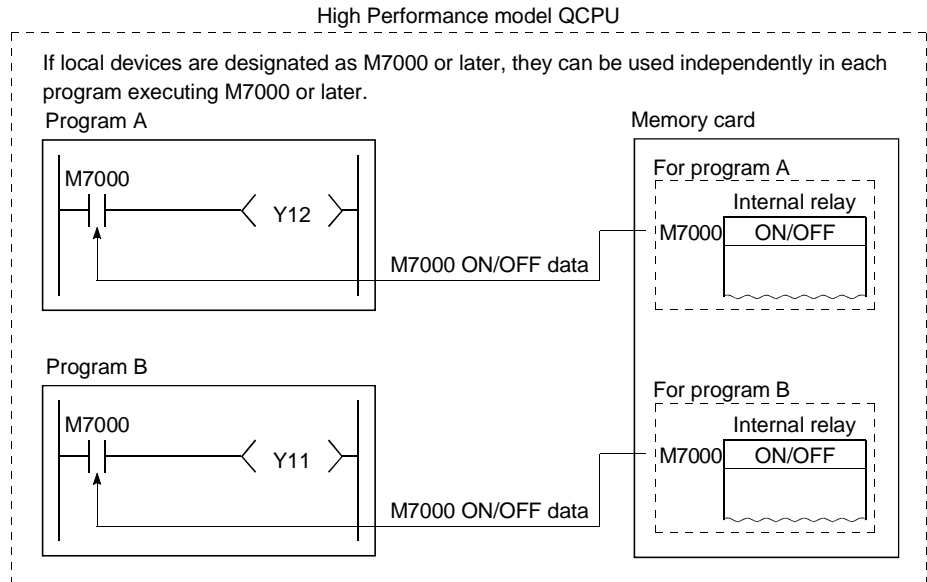 High Performance model QCPU
If local devices are designated as M7000 or later, they can be used independently in each
program executing M7000 or later.
Program A
Memory card
M7000
Y12
M7000 ON/OFF data
For program A
Internal relay
M7000
ON/OFF
Program B
M7000
Y11
M7000 ON/OFF data
For program B
Internal relay
M7000
ON/OFF